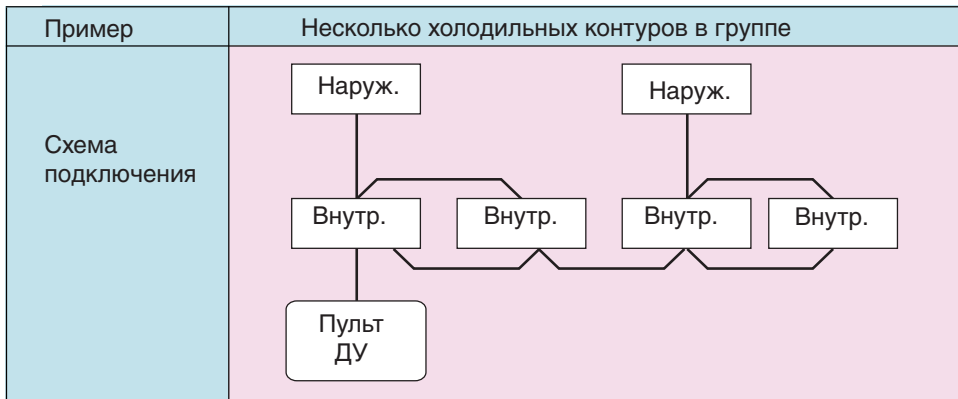 Пример
Несколько холодильных контуров в группе
Схема
подключения
Наруж.
Наруж.
Внутр.
Внутр.
Внутр.
Внутр.
Пульт
ДУ